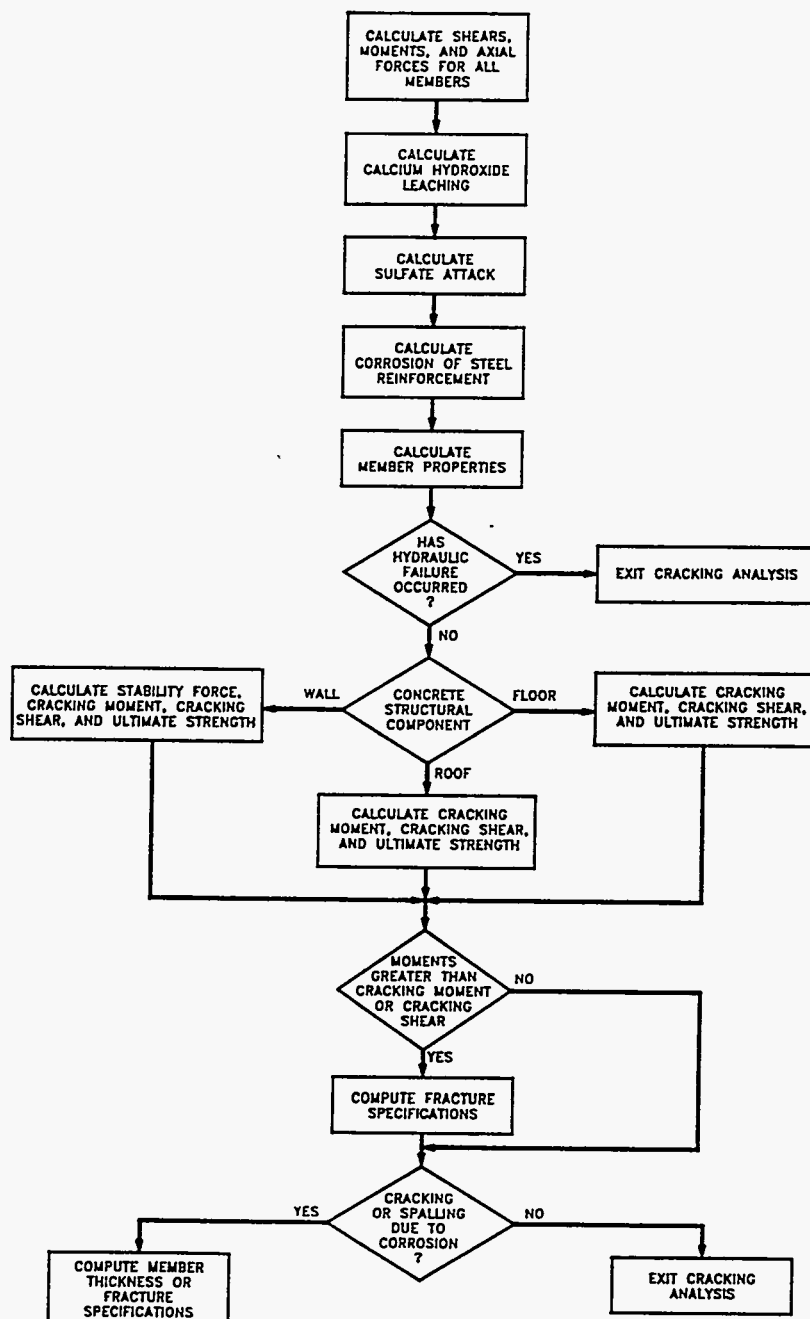 CALCULATE SHEARS,
MOMENTS, AND AXIAL
FORCES FOR ALL
MEMBERS
CALCULATE
CALCIUM HYDROXIDE
LEACHING
CALCULATE
SULFATE ATTACK
CALCULATE
CORROSION OF STEEL
REINFORCEMENT
CALCULATE
MEMBER PROPERTIES
HAS
HYDRAULIC
FAILURE
OCCURRED
?
YES
EXIT CRACKING ANALYSIS
NO
CALCULATE STABILITY FORCE,
CRACKING MOMENT, CRACKING
SHEAR, AND ULTIMATE STRENGTH
WALL
CONCRETE
STRUCTURAL
COMPONENT
FLOOR
CALCULATE CRACKING
MOMENT, CRACKING SHEAR,
AND ULTIMATE STRENGTH
ROOF
CALCULATE CRACKING
MOMENT, CRACKING SHEAR,
AND ULTIMATE STRENGTH
MOMENTS
GREATER THAN
CRACKING MOMENT
OR CRACKING
SHEAR
NO
YES
COMPUTE FRACTURE
SPECIFICATIONS
YES
CRACKING
OR SPALLING
DUE TO
CORROSION
?
NO
COMPUTE MEMBER
THICKNESS OR
FRACTURE
SPECIFICATIONS
EXIT CRACKING
ANALYSIS